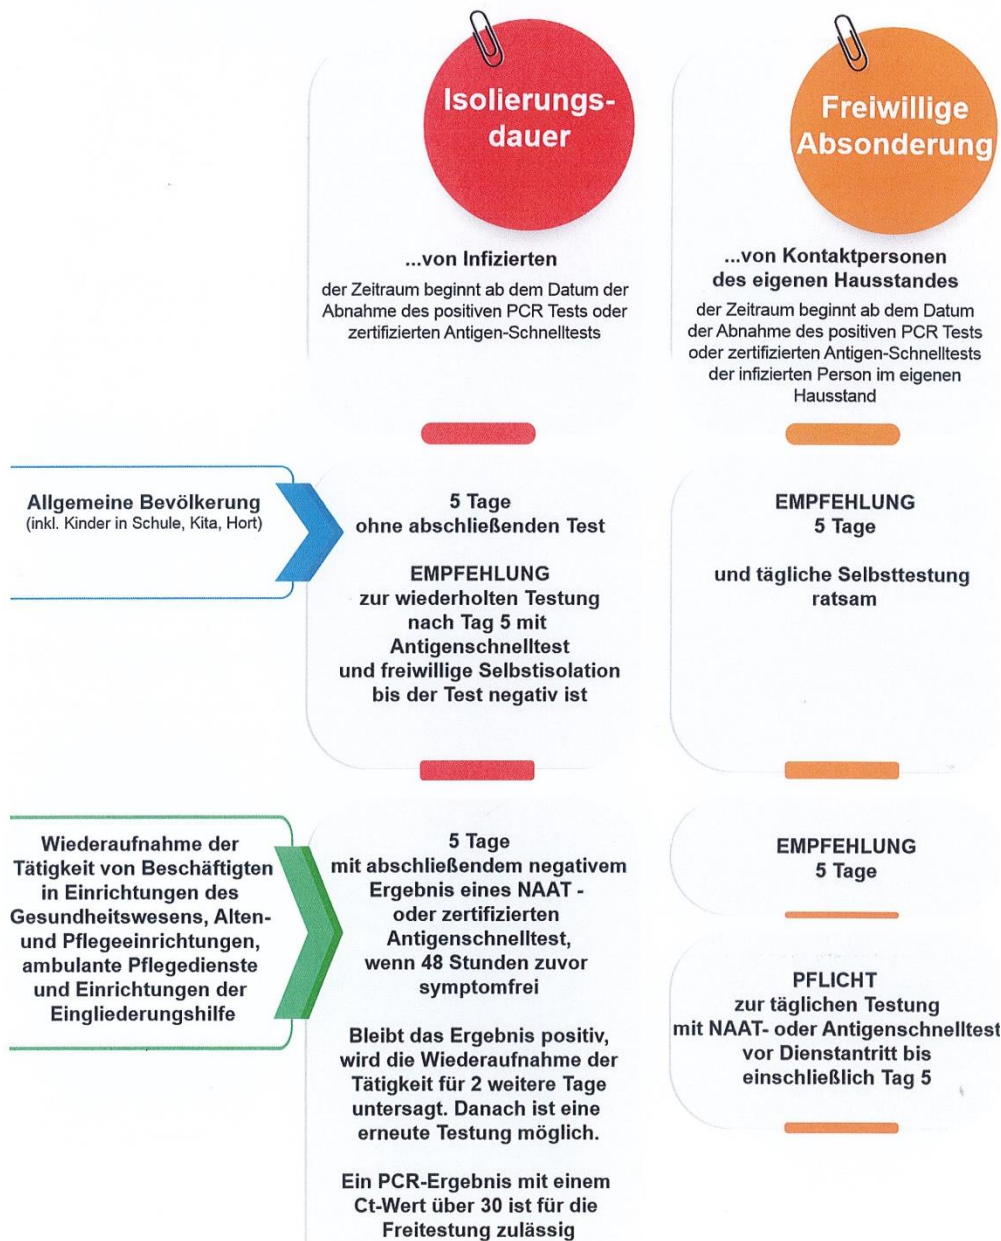 Isolierungs-
dauer
...von Infizierten
der Zeitraum beginnt ab dem Datum der
Abnahme des positiven PCR Tests oder
zertifizierten Antigen-Schnelltests
Freiwillige
Absonderung
...von Kontaktpersonen
des eigenen Hausstandes
der Zeitraum beginnt ab dem Datum
der Abnahme des positiven PCR Tests
oder zertifizierten Antigen-Schnelltests
der infizierten Person im eigenen
Hausstand
Allgemeine Bevölkerung
(inkl. Kinder in Schule, Kita, Hort)
5 Tage
ohne abschließenden Test
EMPFEHLUNG
zur wiederholten Testung
nach Tag 5 mit
Antigenschnelltest
und freiwillige Selbstisolation
bis der Test negativ ist
EMPFEHLUNG
5 Tage
und tägliche Selbsttestung
ratsam
Wiederaufnahme der
Tätigkeit von Beschäftigten
in Einrichtungen des
Gesundheitswesens, Alten-
und Pflegeeinrichtungen,
ambulante Pflegedienste
und Einrichtungen der
Eingliederungshilfe
5 Tage
mit abschließendem negativem
Ergebnis eines NAAT -
oder zertifizierten
Antigenschnelltest,
wenn 48 Stunden zuvor
symptomfrei
Bleibt das Ergebnis positiv,
wird die Wiederaufnahme der
Tätigkeit für 2 weitere Tage
untersagt. Danach ist eine
erneute Testung möglich.
Ein PCR-Ergebnis mit einem
Ct-Wert über 30 ist für die
Freitestung zulässig
EMPFEHLUNG
5 Tage
PFLICHT
zur täglichen Testung
mit NAAT- oder Antigenschnelltest
vor Dienstantritt bis
einschließlich Tag 5